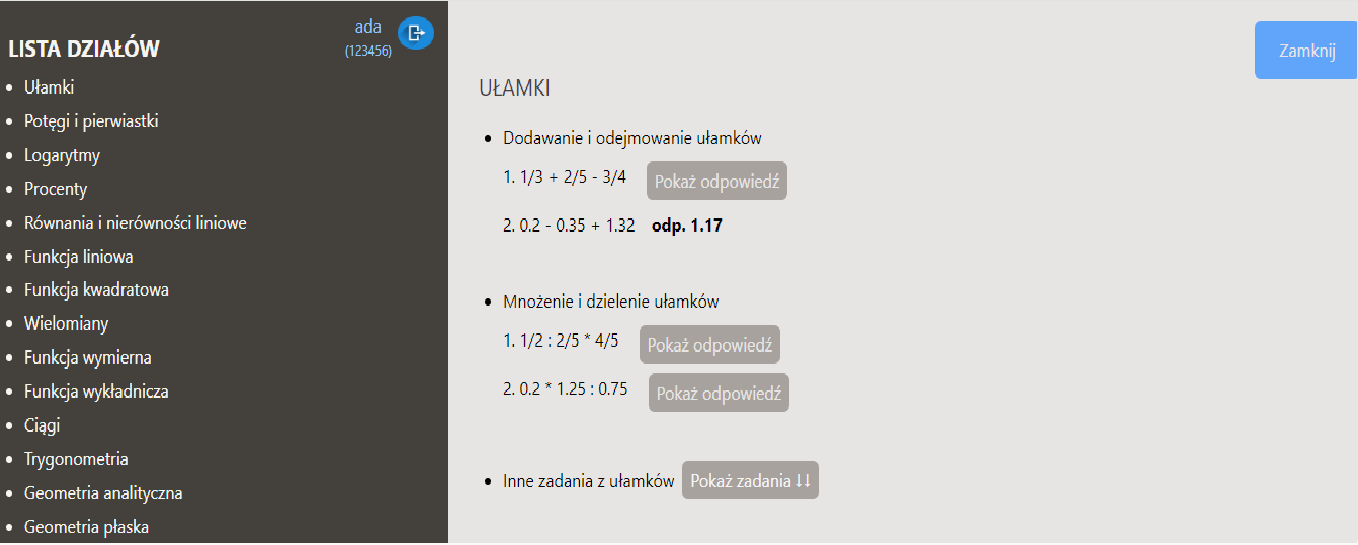 LISTA DZIAŁÓW
ada
(123456)
Ułamki
Potęgi i pierwiastki
Logarytmy
Procenty
Równania i nierówności liniowe
Funkcja liniowa
Funkcja kwadratowa
Wielomiany
Funkcja wymierna
Funkcja wykładnicza
Ciągi
Trygonometria
Geometria analityczna
Geometria płaska
Zamknij
UŁAMKI
Dodawanie i odejmowanie ułamków
1. 1/3 + 2/5 - 3/4 Pokaż odpowiedź
2. 0.2 - 0.35 + 1.32 odp. 1.17
Mnożenie i dzielenie ułamków
1. 1/2 : 2/5 * 4/5 Pokaż odpowiedź
2. 0.2 * 1.25 : 0.75 Pokaż odpowiedź
Inne zadania z ułamków Pokaż zadania ↓↓